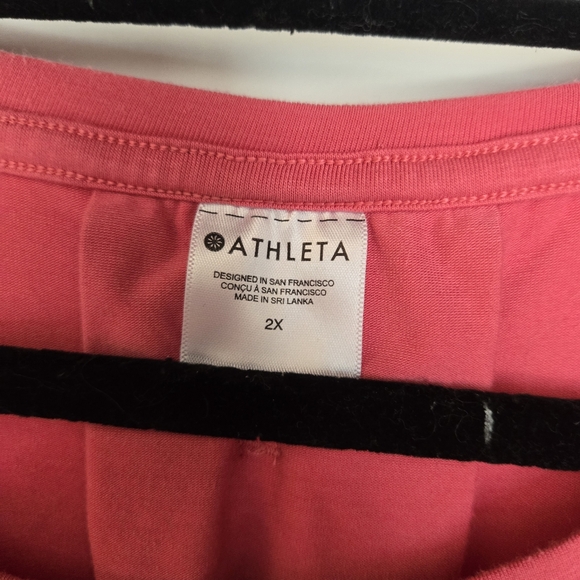 ATHLETA
DESIGNED IN SAN FRANCISCO
CONÇU À SAN FRANCISCO
MADE IN SRI LANKA
2X